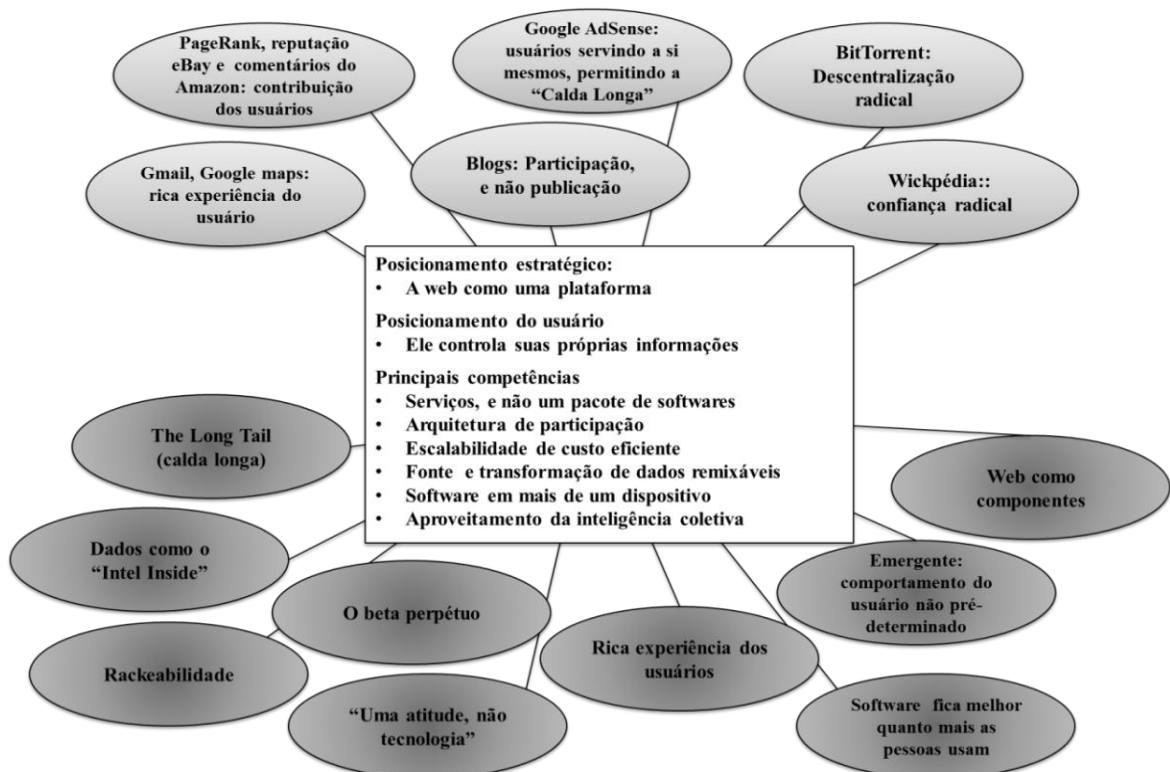 PageRank, reputação
eBay e comentários do
Amazon: contribuição
dos usuários
Google AdSense:
usuários servindo a si
mesmos, permitindo a
“Calda Longa”
BitTorrent:
Descentralização
radical
Gmail, Google maps:
rica experiência do
usuário
Blogs: Participação,
e não publicação
Wickpédia::
confiança radical
Posicionamento estratégico:
• A web como uma plataforma
Posicionamento do usuário
• Ele controla suas próprias informações
Principais competências
• Serviços, e não um pacote de softwares
• Arquitetura de participação
• Escalabilidade de custo eficiente
• Fonte e transformação de dados remixáveis
• Software em mais de um dispositivo
• Aproveitamento da inteligência coletiva
The Long Tail
(calda longa)
Web como
componentes
Dados como o
“Intel Inside”
Emergente:
comportamento do
usuário não pré-
determinado
O beta perpétuo
Rica experiência dos
usuários
Rackeabilidade
“Uma atitude, não
tecnologia”
Software fica melhor
quanto mais as
pessoas usam